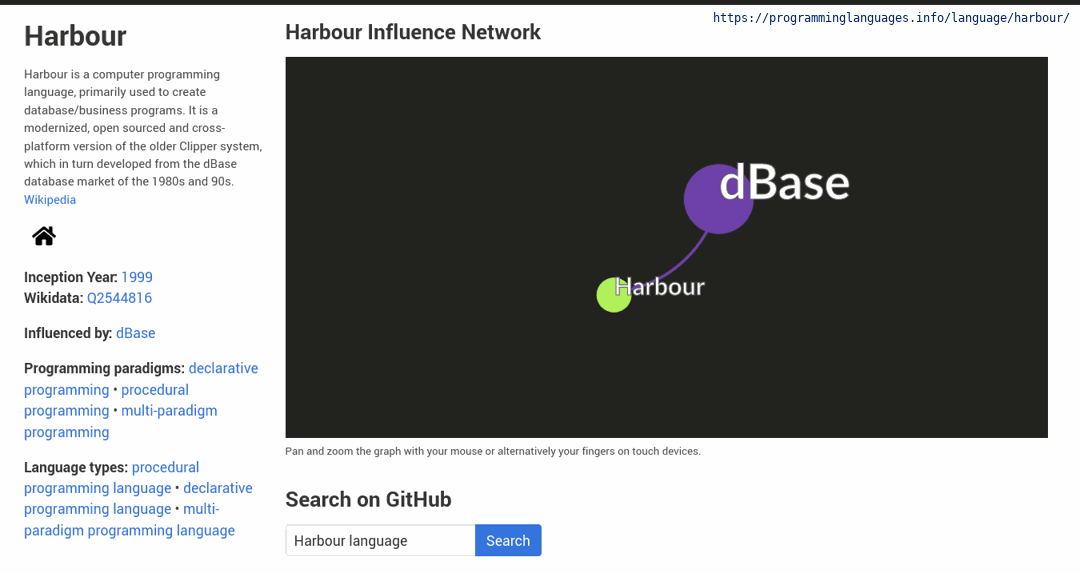 https://programminglanguages.info/language/harbour/
Harbour
Harbour is a computer programming
language, primarily used to create
database/business programs. It is a
modernized, open sourced and cross-
platform version of the older Clipper system,
which in turn developed from the dBase
database market of the 1980s and 90s.
Wikipedia
Inception Year: 1999
Wikidata: Q2544816
Influenced by: dBase
Programming paradigms: declarative
programming • procedural
programming • multi-paradigm
programming
Language types: procedural
programming language • declarative
programming language • multi-
paradigm programming language
Harbour Influence Network
dBase
Harbour
Pan and zoom the graph with your mouse or alternatively your fingers on touch devices.
Search on GitHub
Harbour language
Search